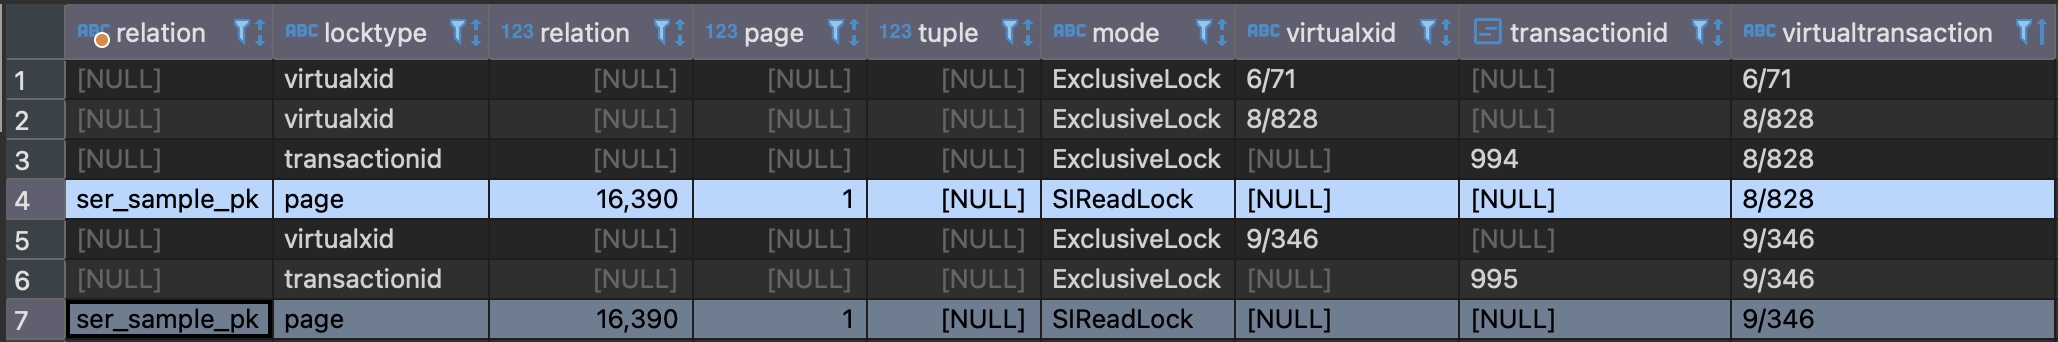 ABC relation ABC locktype 123 relation 123 page 123 tuple ABC mode ABC virtualxid transactionid ABC virtualtransaction
1 [NULL] virtualxid [NULL] [NULL] [NULL] ExclusiveLock 6/71 [NULL] 6/71
2 [NULL] virtualxid [NULL] [NULL] [NULL] ExclusiveLock 8/828 [NULL] 8/828
3 [NULL] transactionid [NULL] [NULL] [NULL] ExclusiveLock [NULL] 994 8/828
4 ser_sample_pk page 16,390 1 [NULL] SIReadLock [NULL] [NULL] 8/828
5 [NULL] virtualxid [NULL] [NULL] [NULL] ExclusiveLock 9/346 [NULL] 9/346
6 [NULL] transactionid [NULL] [NULL] [NULL] ExclusiveLock [NULL] 995 9/346
7 ser_sample_pk page 16,390 1 [NULL] SIReadLock [NULL] [NULL] 9/346